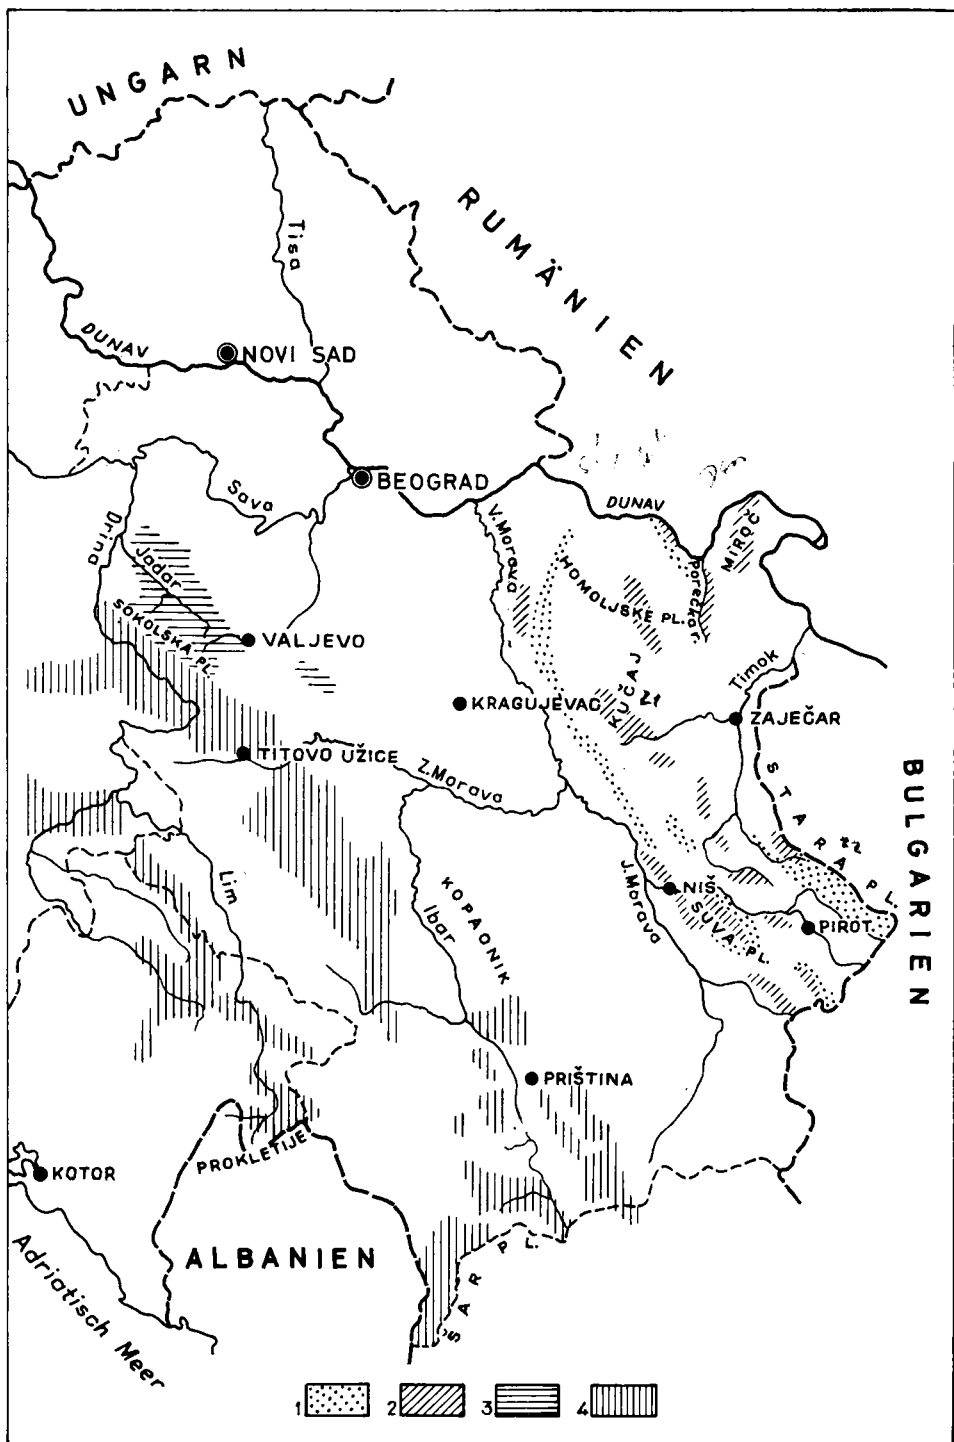 UNGARN
RUMÄNIEN
Tisa
DUNAV
NOVI SAD
BEOGRAD
Sava
Drina
Jadar
SOKOLSKA PL.
VALJEVO
V. Morava
DUNAV
MIROČ
Porečka r.
HOMOLJSKE PL.
KUČAJ
21
Timok
ZAJEČAR
KRAGUJEVAC
TITOVO UŽICE
Z. Morava
STARA PL.
22
BULGARIEN
Lim
KOPAONIK
Ibar
J. Morava
NIŠ
SUVA PL.
PIROT
PRIŠTINA
PROKLETIJE
KOTOR
ALBANIEN
ŠAR PL.
Adriatisch Meer
1 2 3 4